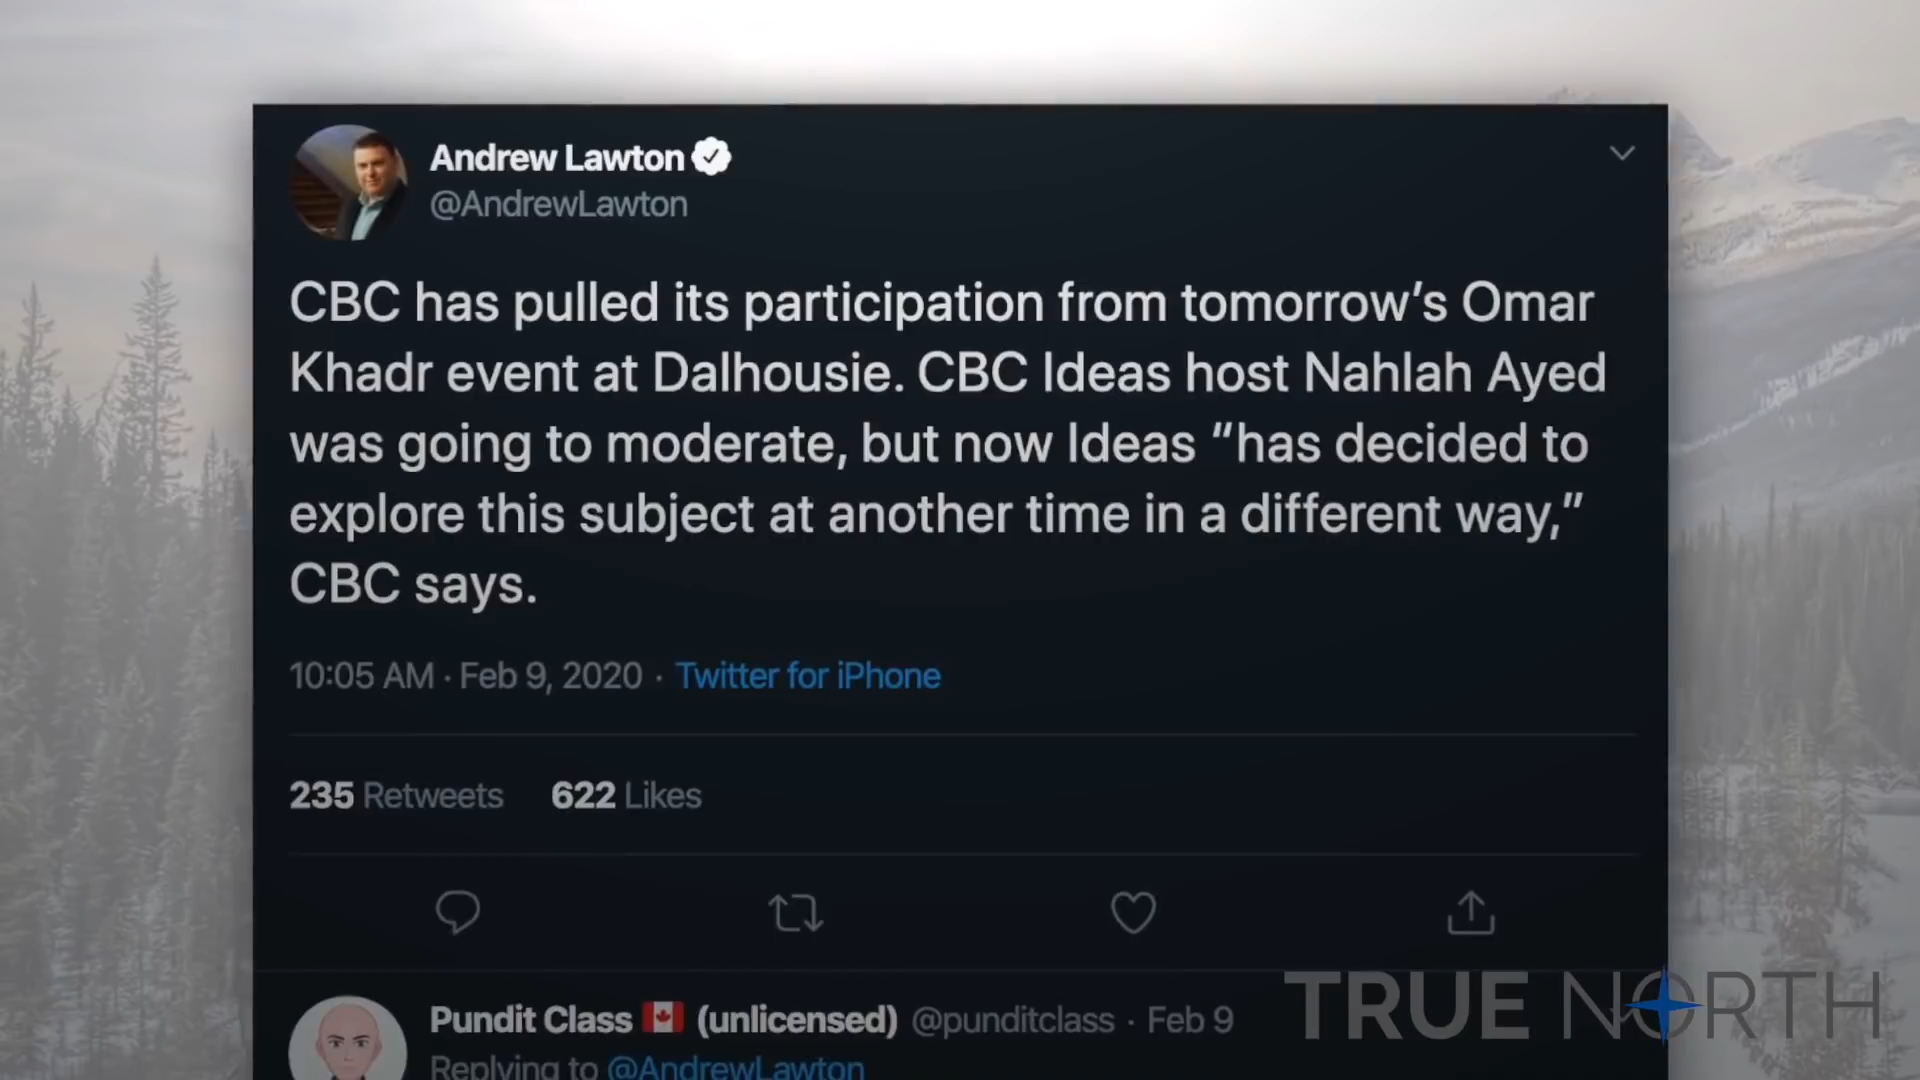 Andrew Lawton
@AndrewLawton
CBC has pulled its participation from tomorrow’s Omar
Khadr event at Dalhousie. CBC Ideas host Nahlah Ayed
was going to moderate, but now Ideas “has decided to
explore this subject at another time in a different way,”
CBC says.
10:05 AM · Feb 9, 2020 · Twitter for iPhone
235 Retweets 622 Likes
Pundit Class (unlicensed) @punditclass · Feb 9
Replying to @AndrewLawton
TRUE NORTH